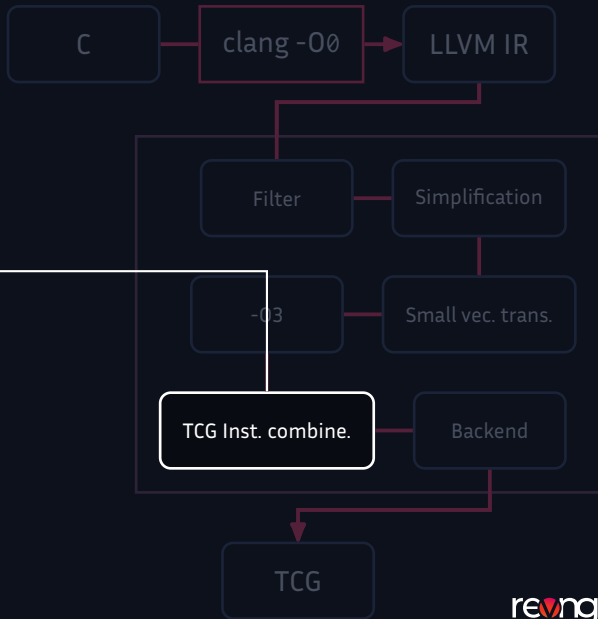 C
clang -O0
LLVM IR
Filter
Simplification
-O3
Small vec. trans.
TCG Inst. combine.
Backend
TCG
revng